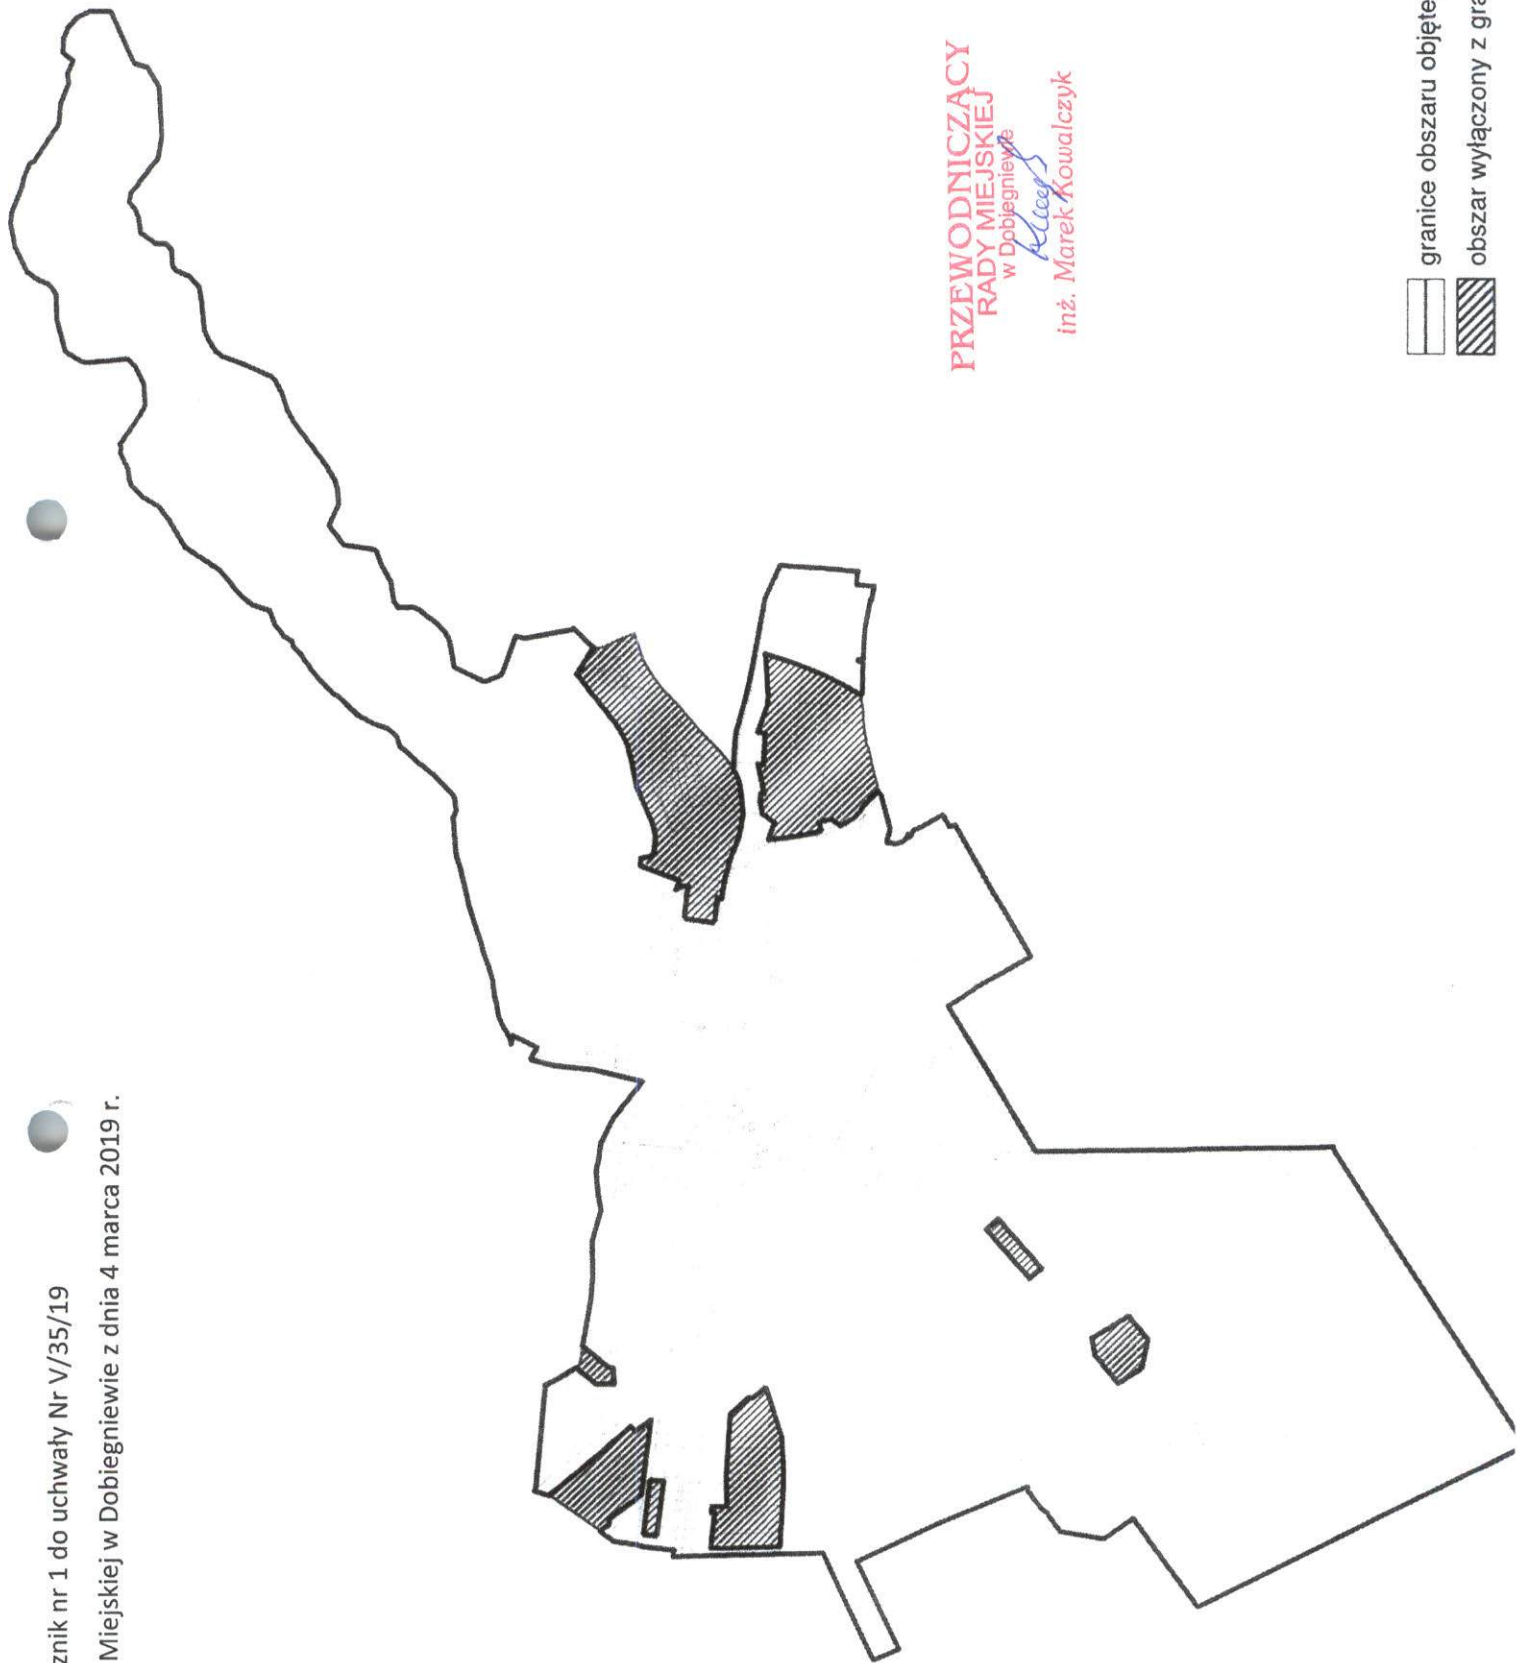 znik nr 1 do uchwały Nr V/35/19
Miejskiej w Dobiegniewie z dnia 4 marca 2019 r.
PRZEWODNICZĄCY
RADY MIEJSKIEJ
w Dobiegniewie
inż. Marek Kowalczyk
granice obszaru objęte
obszar wyłączony z gra